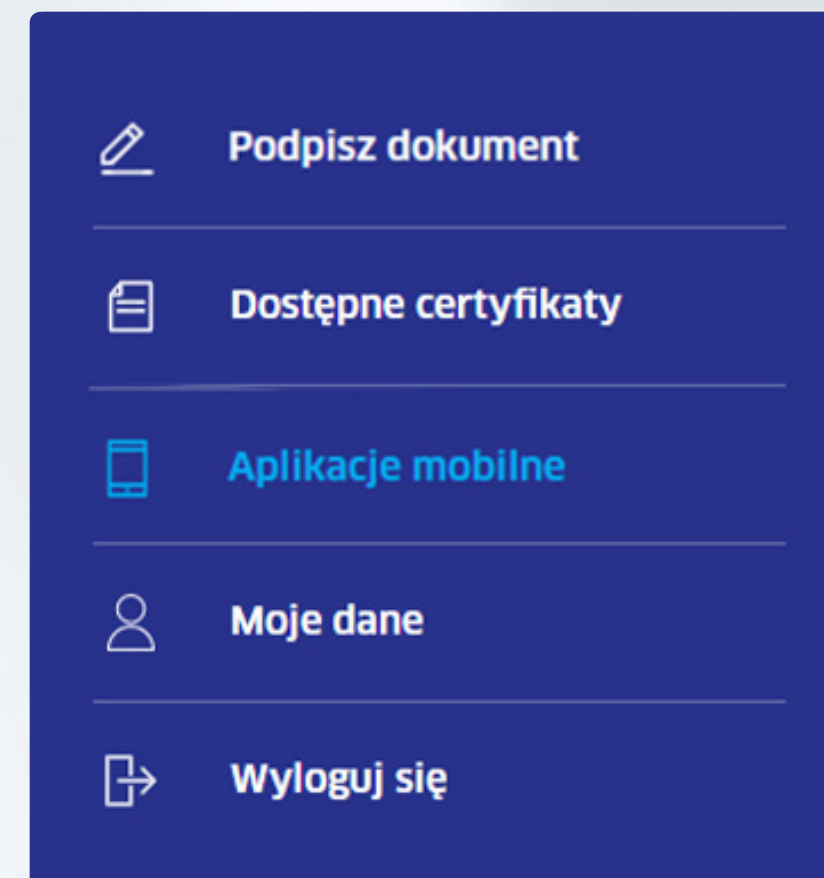 Podpisz dokument
Dostępne certyfikaty
Aplikacje mobilne
Moje dane
Wyloguj się